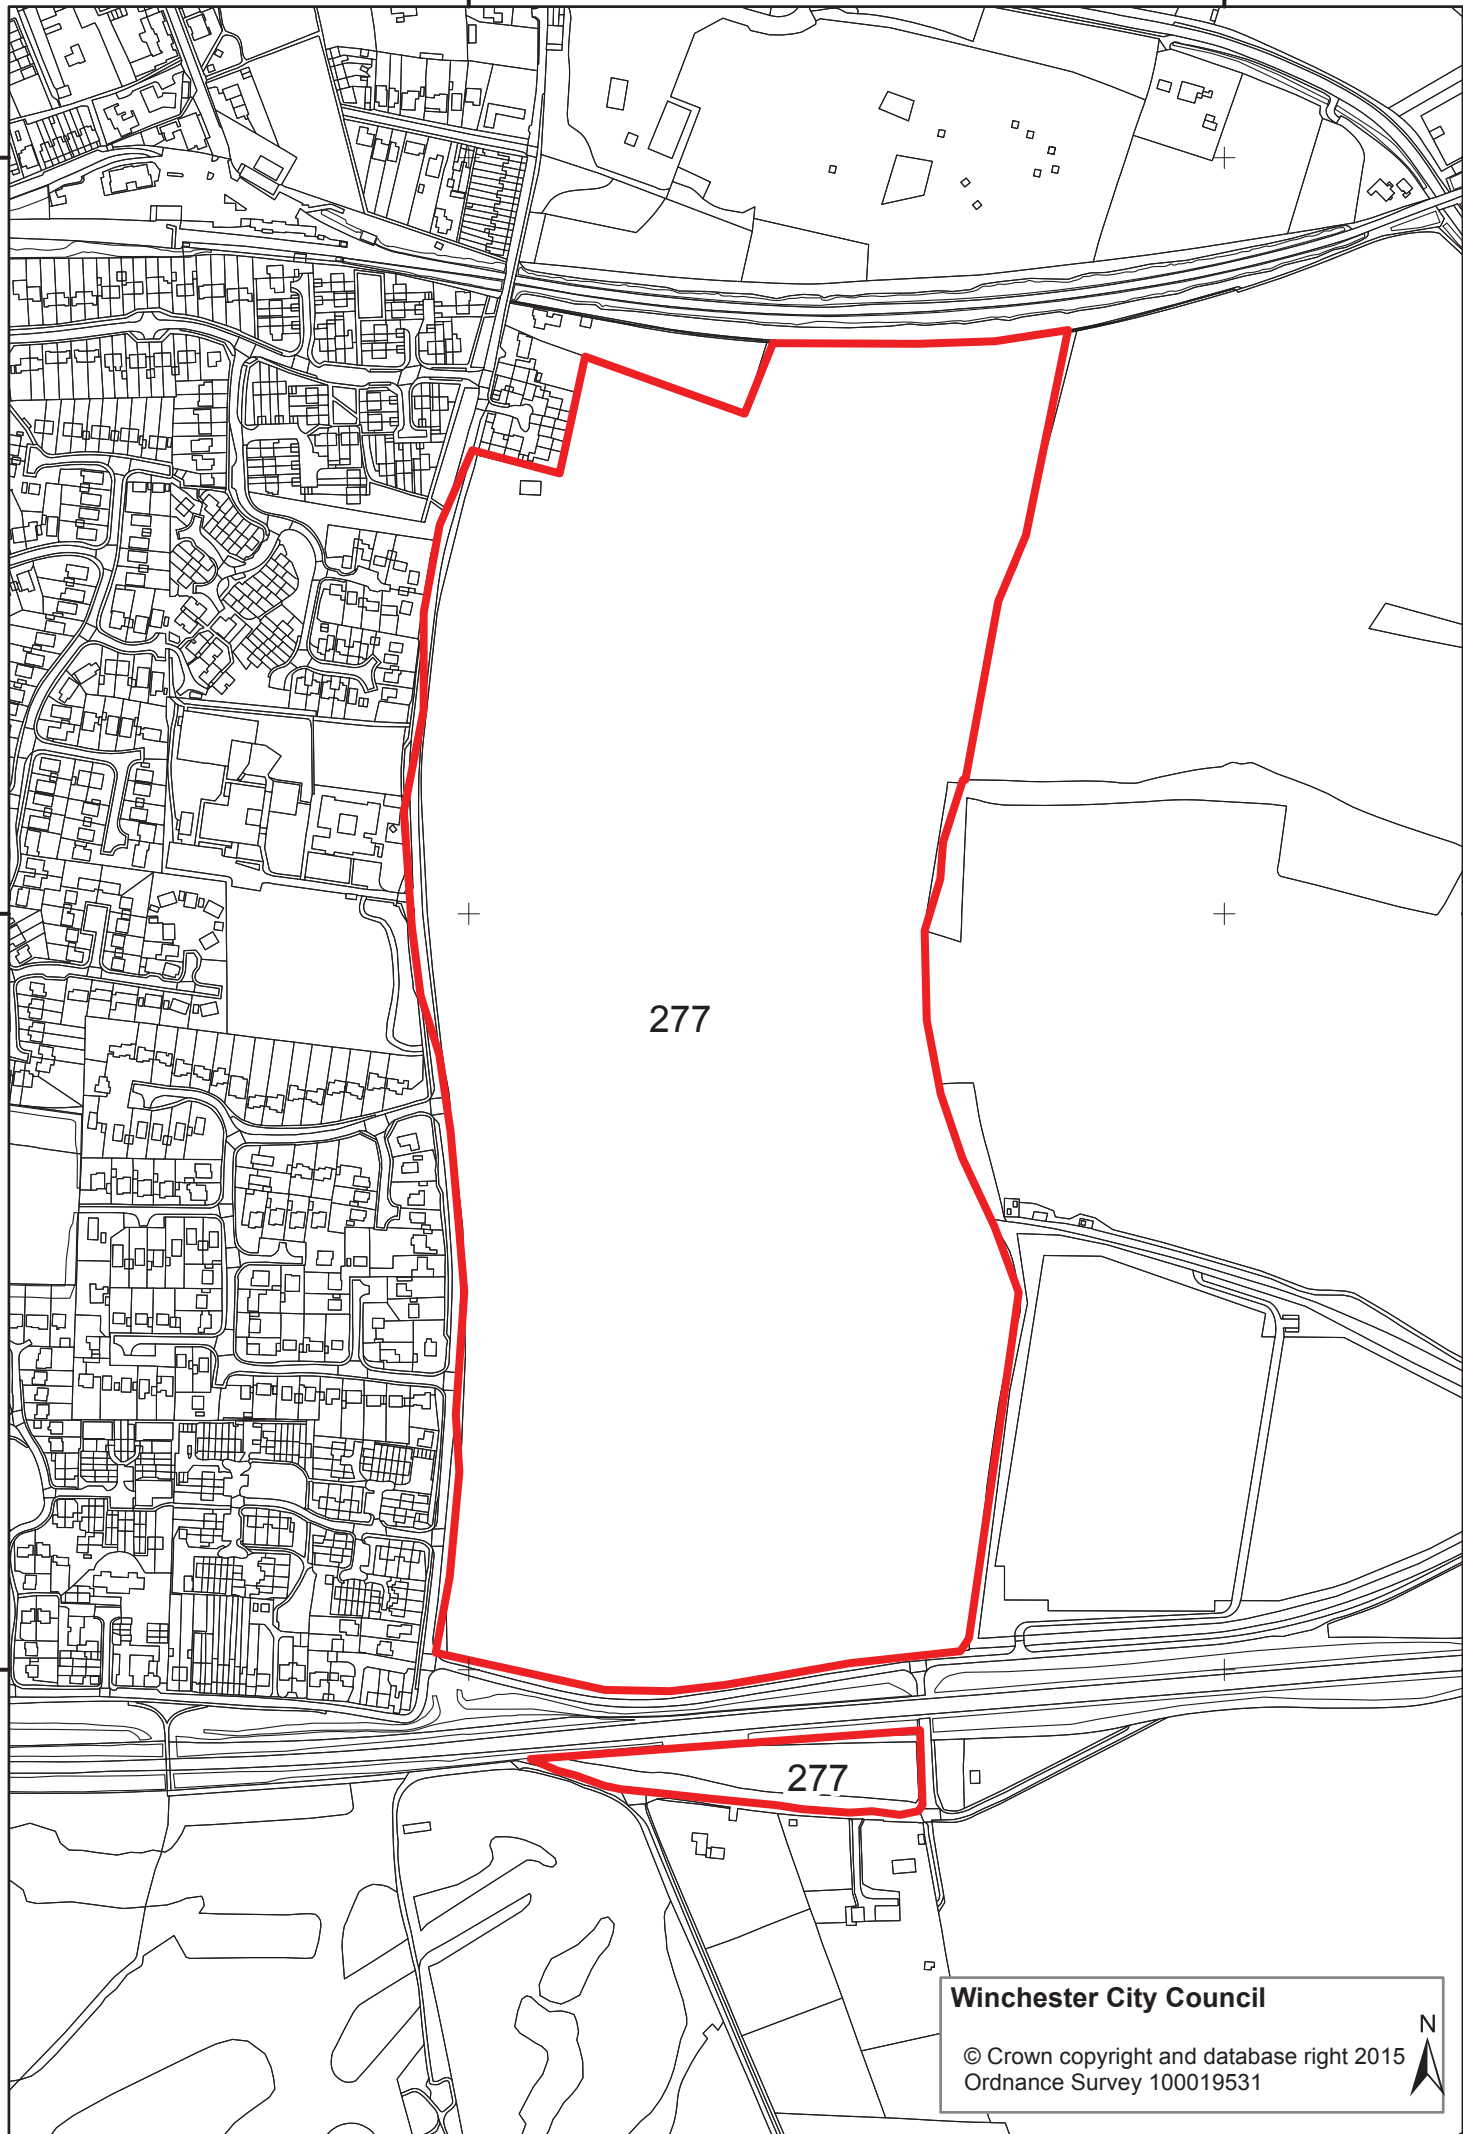 277
277
Winchester City Council
N
© Crown copyright and database right 2015
Ordnance Survey 100019531